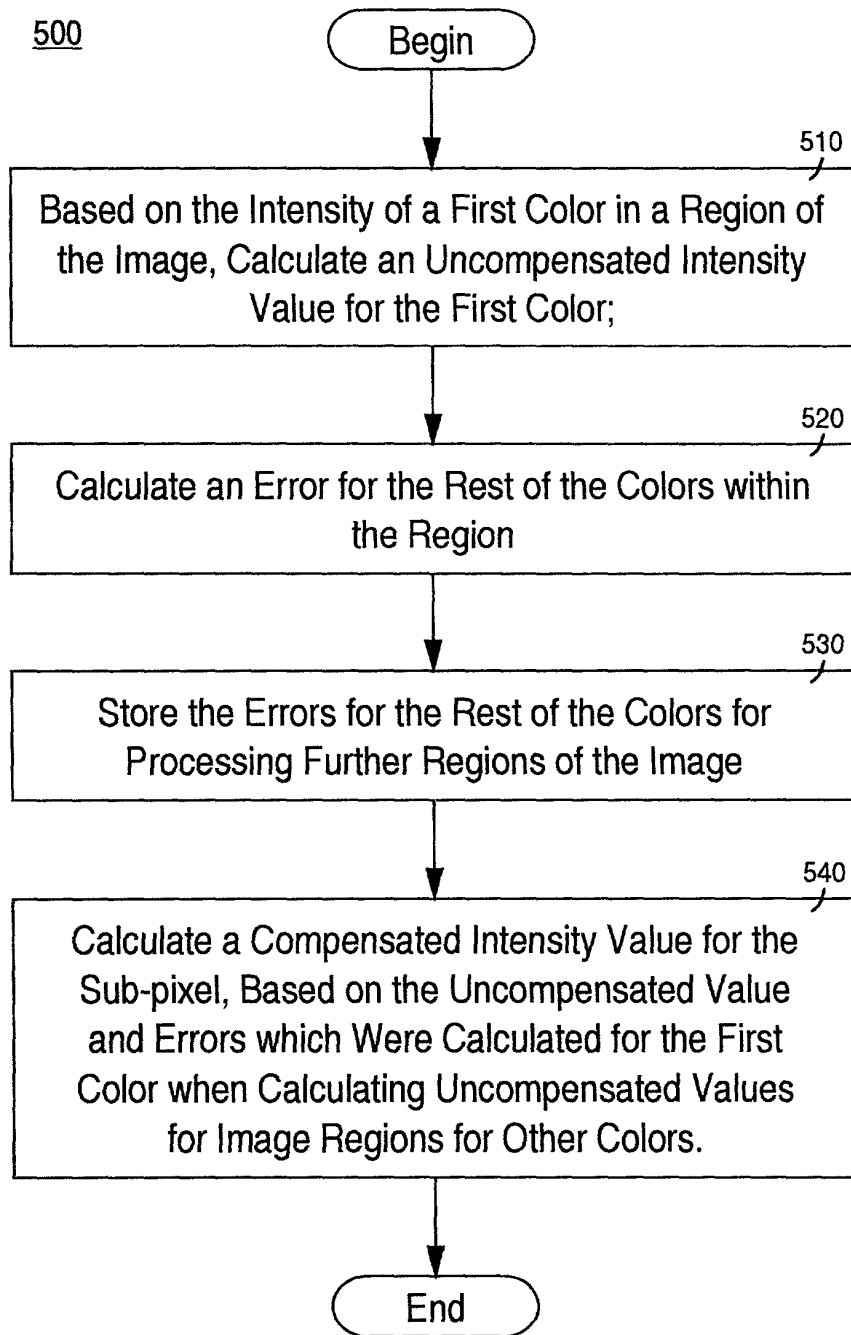 500
Begin
510
Based on the Intensity of a First Color in a Region of
the Image, Calculate an Uncompensated Intensity
Value for the First Color;
520
Calculate an Error for the Rest of the Colors within
the Region
530
Store the Errors for the Rest of the Colors for
Processing Further Regions of the Image
540
Calculate a Compensated Intensity Value for the
Sub-pixel, Based on the Uncompensated Value
and Errors which Were Calculated for the First
Color when Calculating Uncompensated Values
for Image Regions for Other Colors.
End